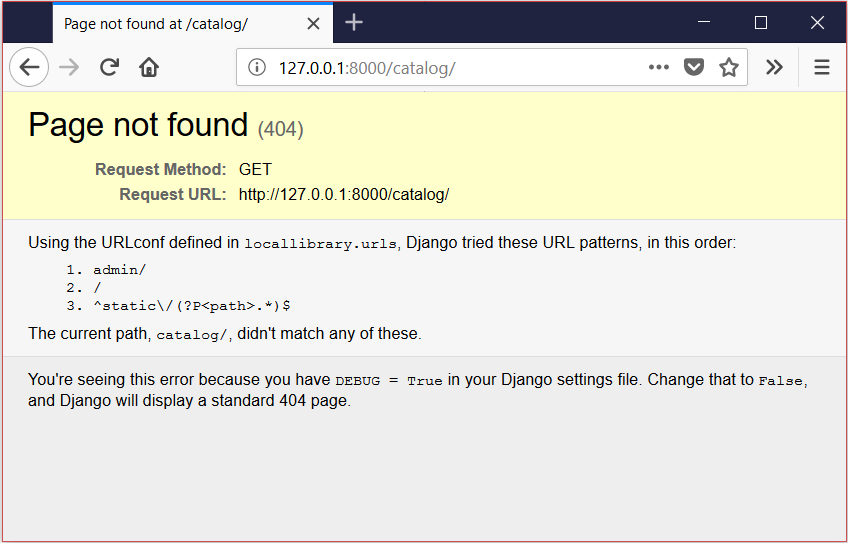 Page not found at /catalog/
127.0.0.1:8000/catalog/
Page not found (404)
Request Method: GET
Request URL: http://127.0.0.1:8000/catalog/
Using the URLconf defined in locallibrary.urls, Django tried these URL patterns, in this order:
1. admin/
2. /
3. ^static\/(?P<path>.*)$
The current path, catalog/, didn't match any of these.
You're seeing this error because you have DEBUG = True in your Django settings file. Change that to False,
and Django will display a standard 404 page.